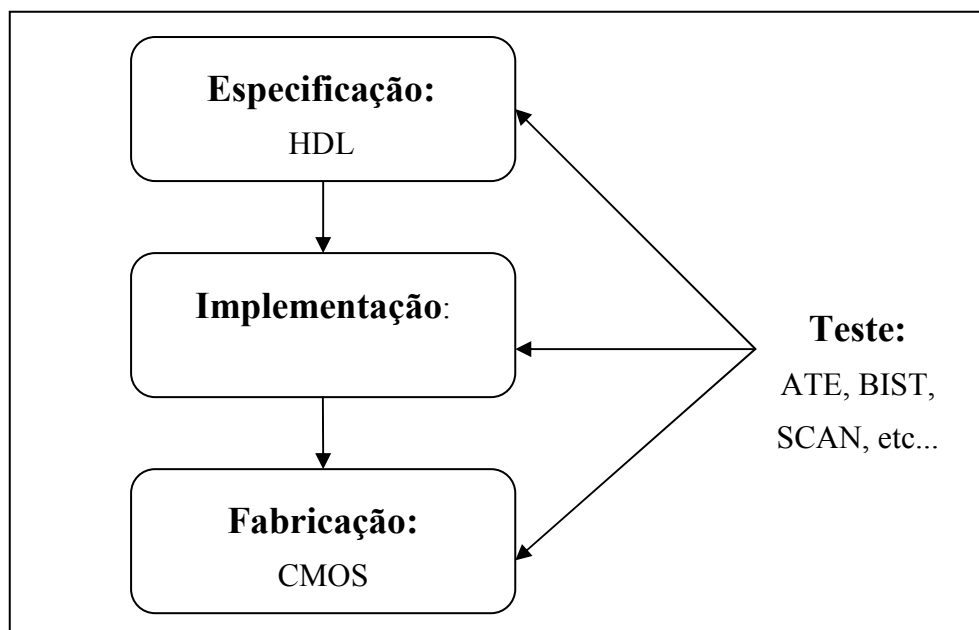 Especificação:
HDL
Implementação:
Teste:
ATE, BIST,
SCAN, etc...
Fabricação:
CMOS